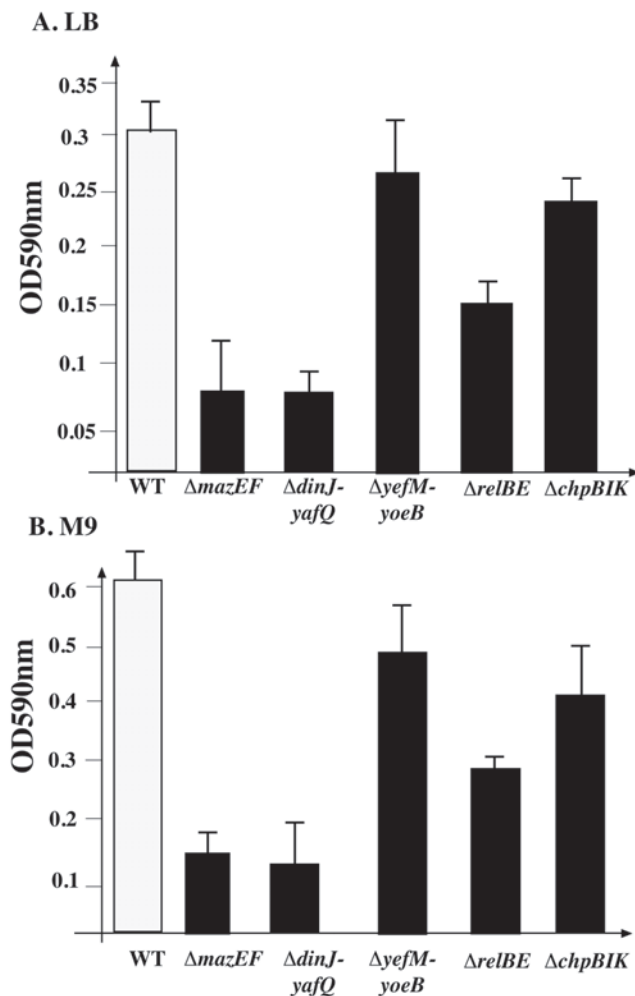 A. LB
OD590nm
0.35
0.3
0.25
0.2
0.15
0.1
0.05
WT ΔmazEF ΔdinJ- ΔyefM- ΔrelBE ΔchpBIK
yafQ yoeB
B. M9
OD590nm
0.6
0.5
0.4
0.3
0.2
0.1
WT ΔmazEF ΔdinJ- ΔyefM- ΔrelBE ΔchpBIK
yafQ yoeB